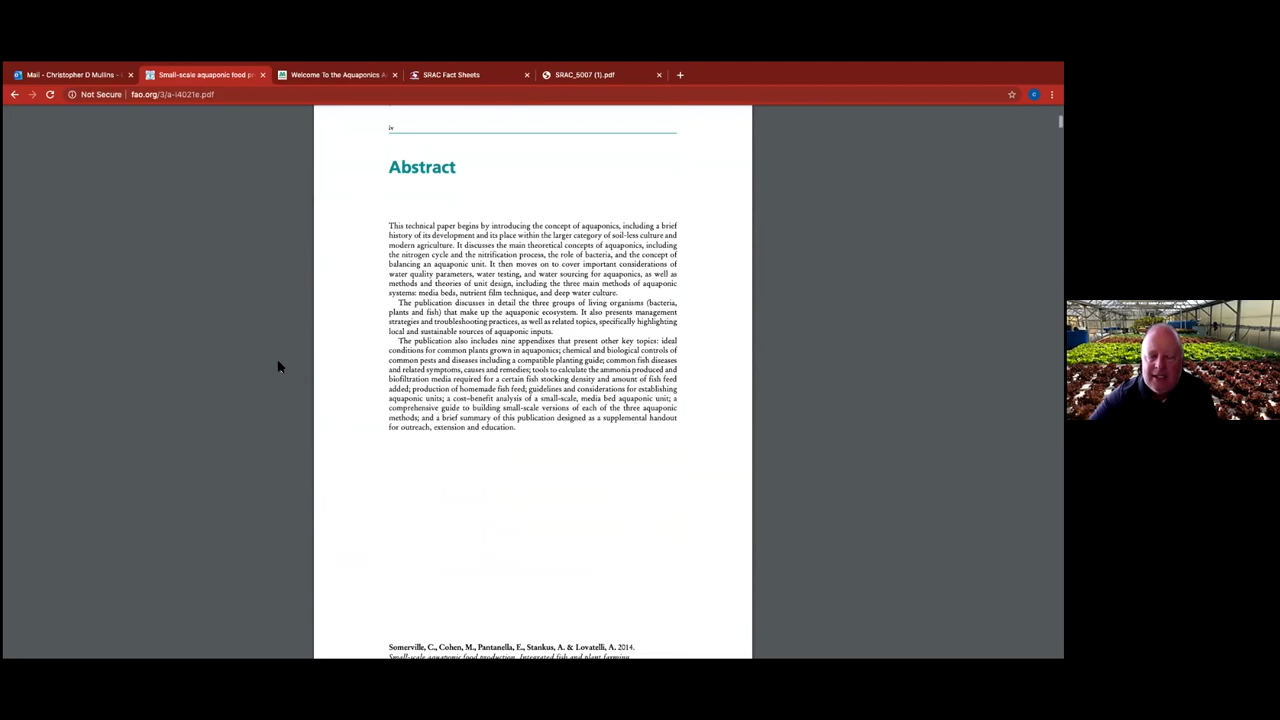 Mail - Christopher D Mullins -
Small-scale aquaponic food pr
Welcome To the Aquaponics A
SRAC Fact Sheets
SRAC_5007 (1).pdf
Not Secure
fao.org/3/a-i4021e.pdf
C
iv
Abstract
This technical paper begins by introducing the concept of aquaponics, including a brief
history of its development and its place within the larger category of soil-less culture and
modern agriculture. It discusses the main theoretical concepts of aquaponics, including
the nitrogen cycle and the nitrification process, the role of bacteria, and the concept of
balancing an aquaponic unit. It then moves on to cover important considerations of
water quality parameters, water testing, and water sourcing for aquaponics, as well as
methods and theories of unit design, including the three main methods of aquaponic
systems: media beds, nutrient film technique, and deep water culture.
The publication discusses in detail the three groups of living organisms (bacteria,
plants and fish) that make up the aquaponic ecosystem. It also presents management
strategies and troubleshooting practices, as well as related topics, specifically highlighting
local and sustainable sources of aquaponic inputs.
The publication also includes nine appendixes that present other key topics: ideal
conditions for common plants grown in aquaponics; chemical and biological controls of
common pests and diseases including a compatible planting guide; common fish diseases
and related symptoms, causes and remedies; tools to calculate the ammonia produced and
biofiltration media required for a certain fish stocking density and amount of fish feed
added; production of homemade fish feed; guidelines and considerations for establishing
aquaponic units; a cost–benefit analysis of a small-scale, media bed aquaponic unit; a
comprehensive guide to building small-scale versions of each of the three aquaponic
methods; and a brief summary of this publication designed as a supplemental handout
for outreach, extension and education.
Somerville, C., Cohen, M., Pantanella, E., Stankus, A. & Lovatelli, A. 2014.
Small-scale aquaponic food production. Integrated fish and plant farming.